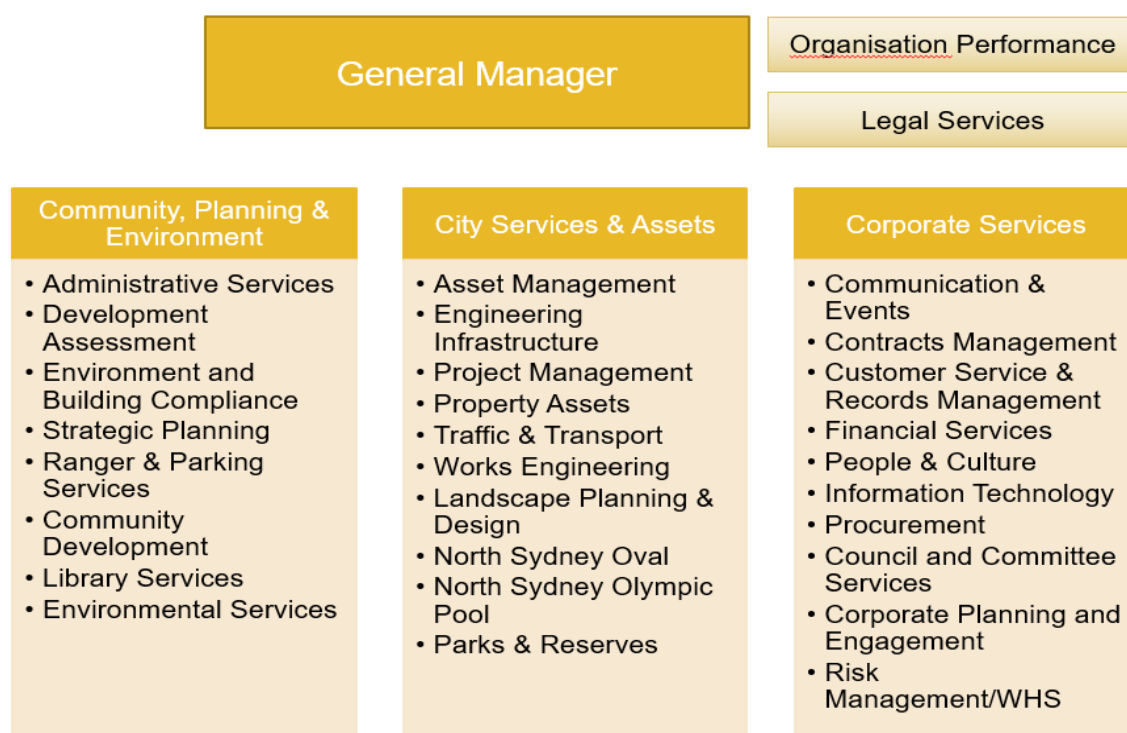 General Manager
Organisation Performance
Legal Services
Community, Planning &
Environment
• Administrative Services
• Development
Assessment
• Environment and
Building Compliance
• Strategic Planning
• Ranger & Parking
Services
• Community
Development
• Library Services
• Environmental Services
City Services & Assets
• Asset Management
• Engineering
Infrastructure
• Project Management
• Property Assets
• Traffic & Transport
• Works Engineering
• Landscape Planning &
Design
• North Sydney Oval
• North Sydney Olympic
Pool
• Parks & Reserves
Corporate Services
• Communication &
Events
• Contracts Management
• Customer Service &
Records Management
• Financial Services
• People & Culture
• Information Technology
• Procurement
• Council and Committee
Services
• Corporate Planning and
Engagement
• Risk
Management/WHS